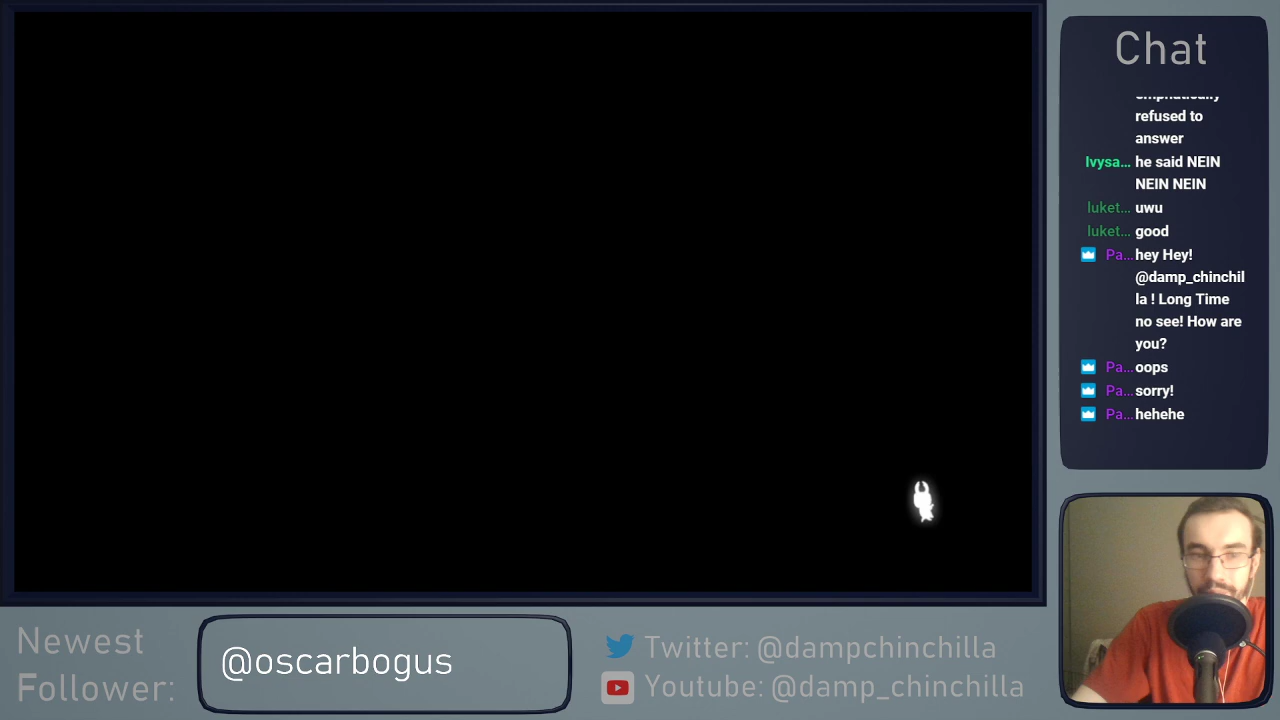 Chat
emphatically
refused to
answer
Ivysa... he said NEIN
NEIN NEIN
luket... uwu
luket... good
Pa... hey Hey!
@damp_chinchil
la ! Long Time
no see! How are
you?
Pa... oops
Pa... sorry!
Pa... hehehe
Newest
Follower:
@oscarbogus
Twitter: @dampchinchilla
Youtube: @damp_chinchilla